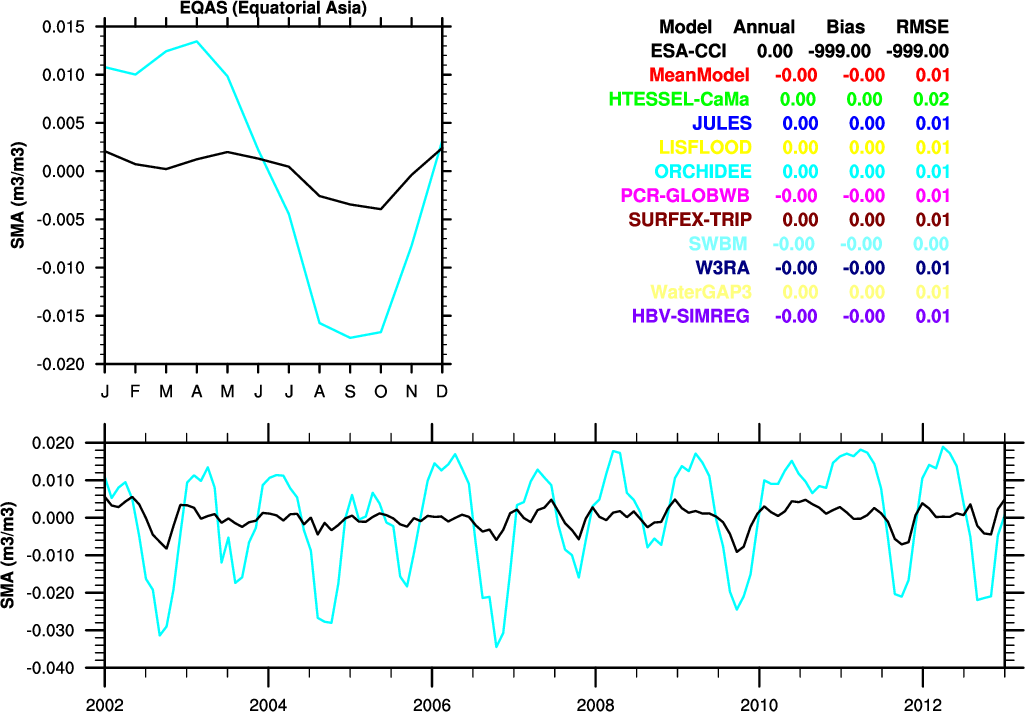 EQAS (Equatorial Asia)
0.015
0.010
0.005
0.000
-0.005
-0.010
-0.015
-0.020
SMA (m3/m3)
J F M A M J J A S O N D
Model Annual Bias RMSE
ESA-CCI 0.00 -999.00 -999.00
MeanModel -0.00 -0.00 0.01
HTESSEL-CaMa 0.00 0.00 0.02
JULES 0.00 0.00 0.01
LISFLOOD 0.00 0.00 0.01
ORCHIDEE 0.00 0.00 0.01
PCR-GLOBWB -0.00 -0.00 0.01
SURFEX-TRIP 0.00 0.00 0.01
SWBM -0.00 -0.00 0.00
W3RA -0.00 -0.00 0.01
WaterGAP3 0.00 0.00 0.01
HBV-SIMREG -0.00 -0.00 0.01
0.020
0.010
0.000
-0.010
-0.020
-0.030
-0.040
SMA (m3/m3)
2002 2004 2006 2008 2010 2012